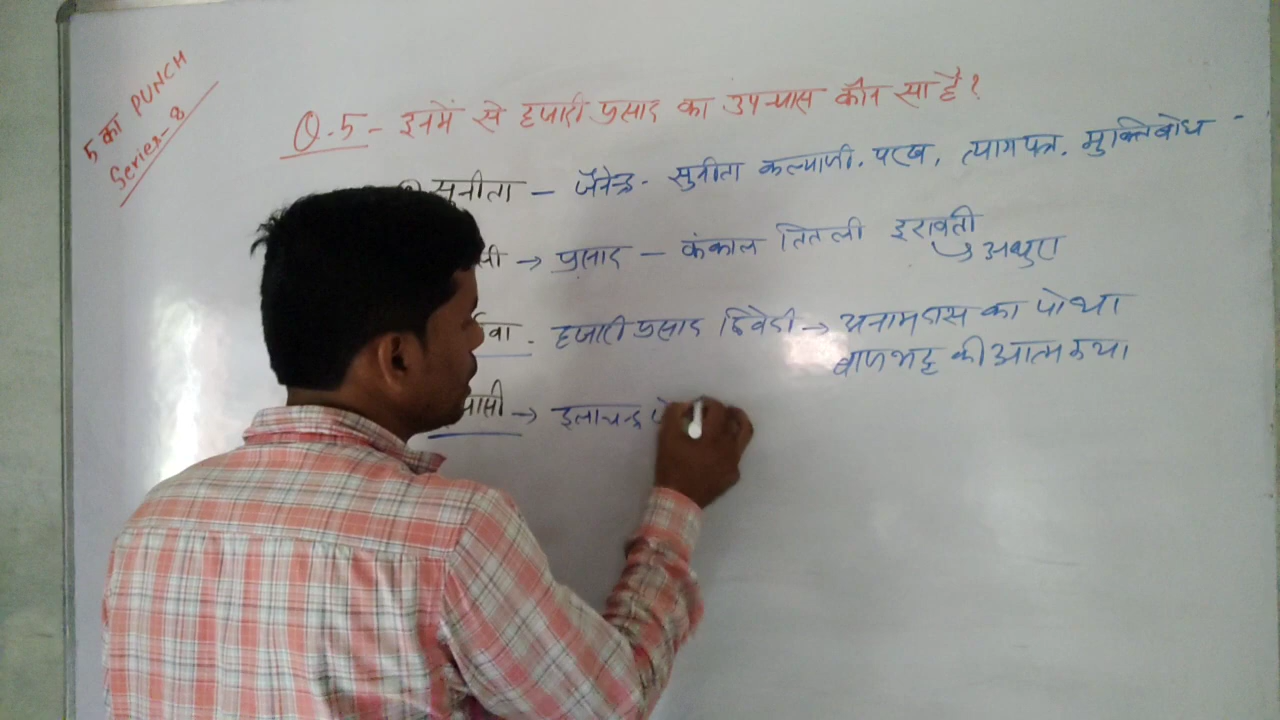 5 का PUNCH
Series-8
Q.5 - इनमें से हजारी प्रसाद का उपन्यास कौन सा है?
सुनीता - जैनेन्द्र - सुनीता कल्याणी. परख, त्यागपत्र. मुक्तिबोध -
ली → प्रसाद - कंकाल तितली इरावती
अधुरा
वा - हजारी प्रसाद द्विवेदी → अनामदास का पोथा
बाणभट्ट की आत्मकथा
यासी → इलाचन्द्र